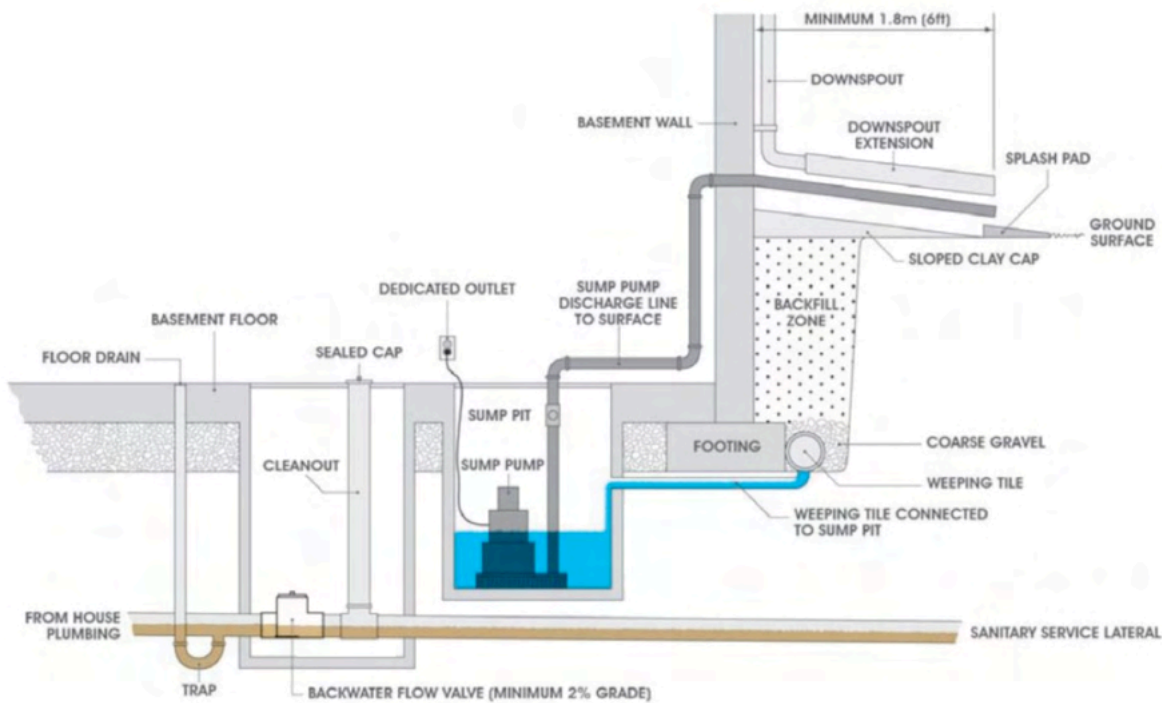 MINIMUM 1.8m (6ft)
DOWNSPOUT
BASEMENT WALL
DOWNSPOUT
EXTENSION
SPLASH PAD
GROUND
SURFACE
SLOPED CLAY CAP
DEDICATED OUTLET
SUMP PUMP
DISCHARGE LINE
TO SURFACE
BACKFILL
ZONE
BASEMENT FLOOR
FLOOR DRAIN
SEALED CAP
SUMP PIT
CLEANOUT
SUMP PUMP
FOOTING
COARSE GRAVEL
WEEPING TILE
WEEPING TILE CONNECTED
TO SUMP PIT
FROM HOUSE
PLUMBING
SANITARY SERVICE LATERAL
TRAP
BACKWATER FLOW VALVE (MINIMUM 2% GRADE)